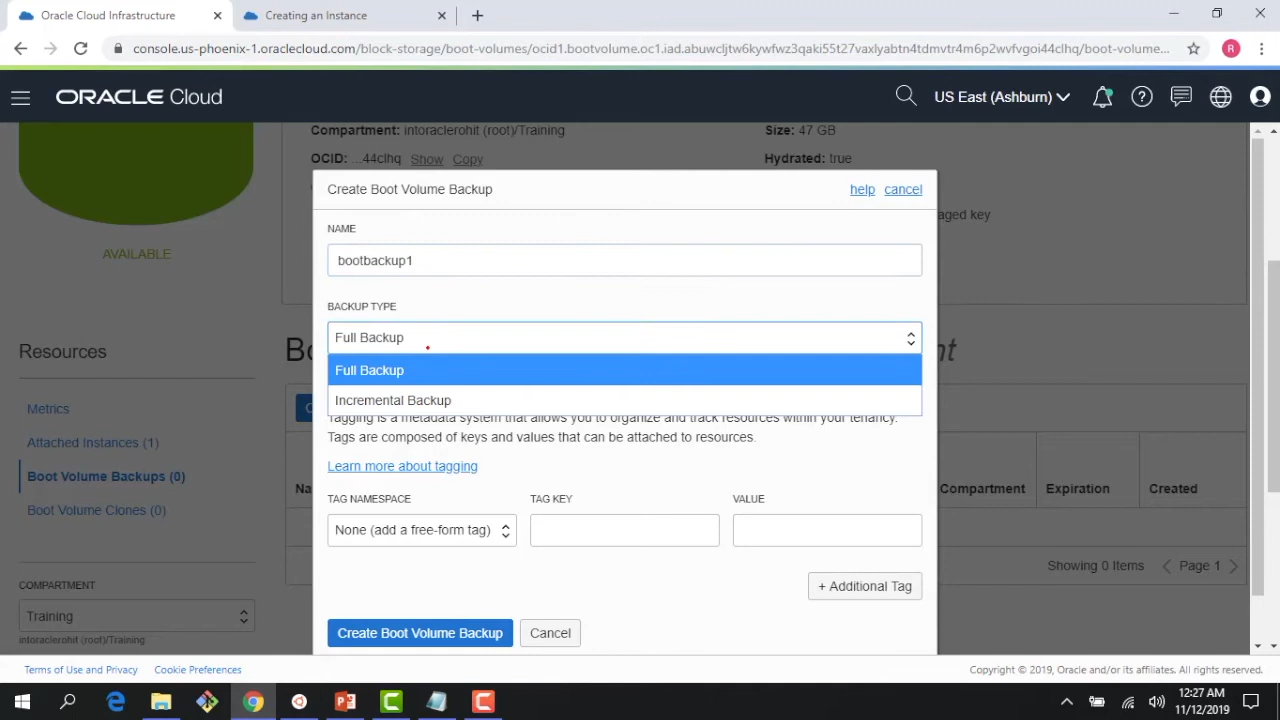 Oracle Cloud Infrastructure
Creating an Instance
console.us-phoenix-1.oraclecloud.com/block-storage/boot-volumes/ocid1.bootvolume.oc1.iad.abuwcljtw6kywfwz3qaki55t27vaxlyabtn4tdmvtr4m6p2wvfvgoi44clhq/boot-volume...
R
ORACLE Cloud
US East (Ashburn)
Compartment: intoraclerohit (root)/Training
Size: 47 GB
OCID: ...44clhq Show Copy
Hydrated: true
aged key
AVAILABLE
Create Boot Volume Backup
help cancel
NAME
bootbackup1
BACKUP TYPE
Full Backup
Full Backup
Incremental Backup
Tagging is a metadata system that allows you to organize and track resources within your tenancy.
Tags are composed of keys and values that can be attached to resources.
Learn more about tagging
TAG NAMESPACE
TAG KEY
VALUE
None (add a free-form tag)
+ Additional Tag
Create Boot Volume Backup
Cancel
Resources
Metrics
Attached Instances (1)
Boot Volume Backups (0)
Boot Volume Clones (0)
COMPARTMENT
Training
intoraclerohit (root)/Training
Bo
nt
Na
Compartment
Expiration
Created
Showing 0 Items
Page 1
Terms of Use and Privacy
Cookie Preferences
Copyright © 2019, Oracle and/or its affiliates. All rights reserved.
12:27 AM
11/12/2019